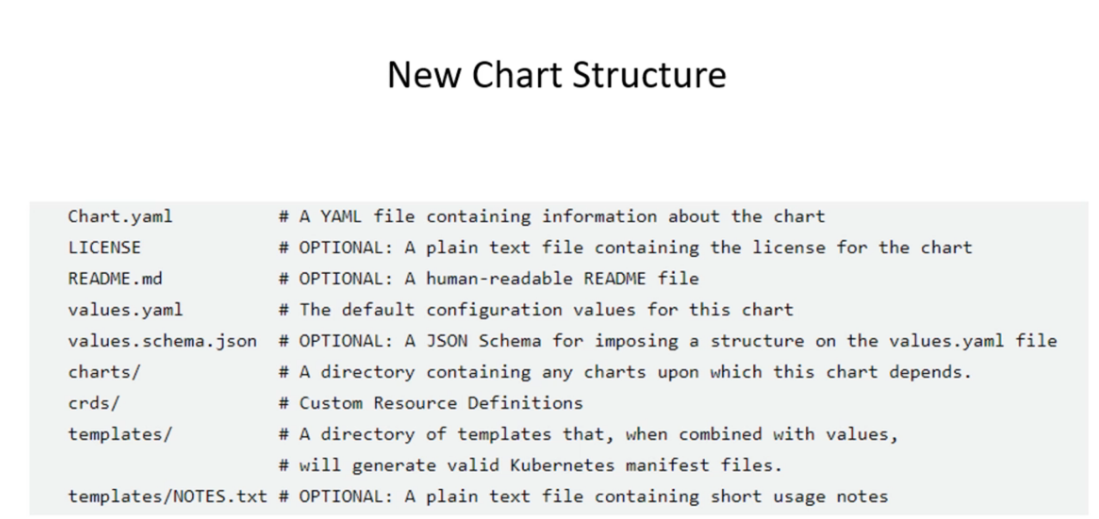 New Chart Structure
Chart.yaml # A YAML file containing information about the chart
LICENSE # OPTIONAL: A plain text file containing the license for the chart
README.md # OPTIONAL: A human-readable README file
values.yaml # The default configuration values for this chart
values.schema.json # OPTIONAL: A JSON Schema for imposing a structure on the values.yaml file
charts/ # A directory containing any charts upon which this chart depends.
crds/ # Custom Resource Definitions
templates/ # A directory of templates that, when combined with values,
# will generate valid Kubernetes manifest files.
templates/NOTES.txt # OPTIONAL: A plain text file containing short usage notes